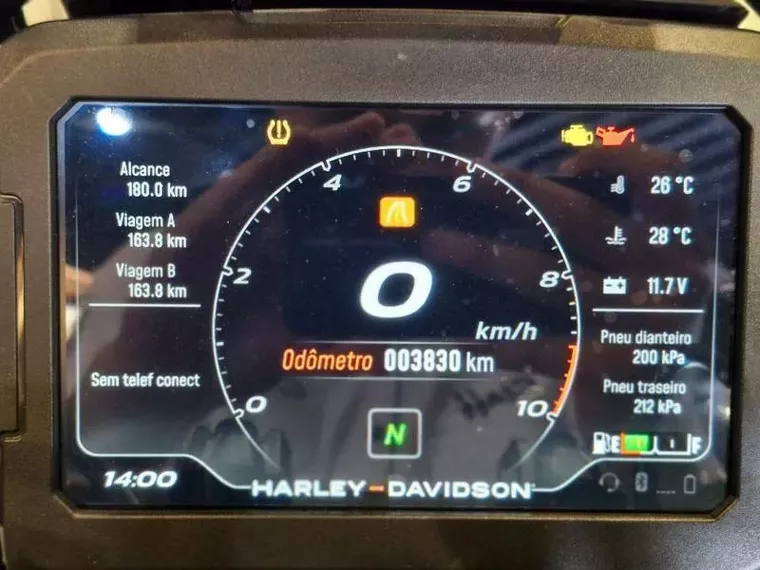 Alcance
180.0 km
Viagem A
163.8 km
Viagem B
163.8 km
Sem telef conect
14:00
0
2
4
6
8
10
0
km/h
Odômetro 003830 km
N
HARLEY-DAVIDSON
26 °C
28 °C
11.7 V
Pneu dianteiro
200 kPa
Pneu traseiro
212 kPa
E F